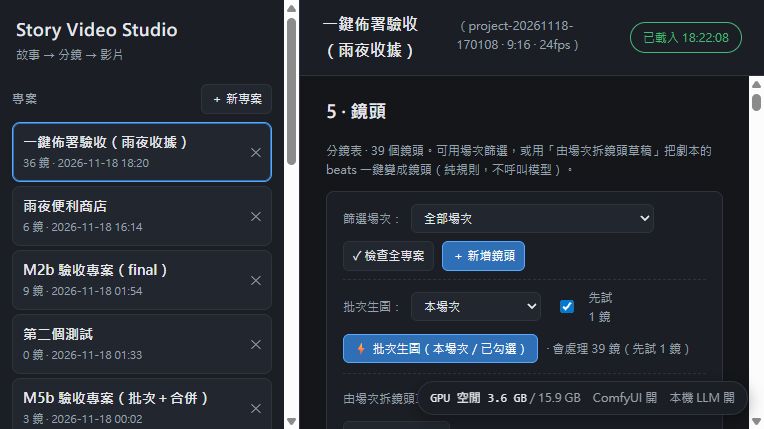 Story Video Studio
故事 → 分鏡 → 影片
專案
+ 新專案
一鍵佈署驗收（雨夜收據）
36 鏡 · 2026-11-18 18:20
×
雨夜便利商店
6 鏡 · 2026-11-18 16:14
×
M2b 驗收專案（final）
9 鏡 · 2026-11-18 01:54
×
第二個測試
0 鏡 · 2026-11-18 01:33
×
M5b 驗收專案（批次＋合併）
3 鏡 · 2026-11-18 00:02
×
一鍵佈署驗收
（雨夜收據）
（project-20261118-
170108 · 9:16 · 24fps）
已載入 18:22:08
5 · 鏡頭
分鏡表 · 39 個鏡頭。可用場次篩選，或用「由場次拆鏡頭草稿」把劇本的
beats 一鍵變成鏡頭（純規則，不呼叫模型）。
篩選場次：
全部場次
✓ 檢查全專案
+ 新增鏡頭
批次生圖：
本場次
先試
1 鏡
⚡ 批次生圖（本場次 / 已勾選）
· 會處理 39 鏡（先試 1 鏡）
由場次拆鏡頭
GPU 空閒 3.6 GB / 15.9 GB ComfyUI 開 本機 LLM 開